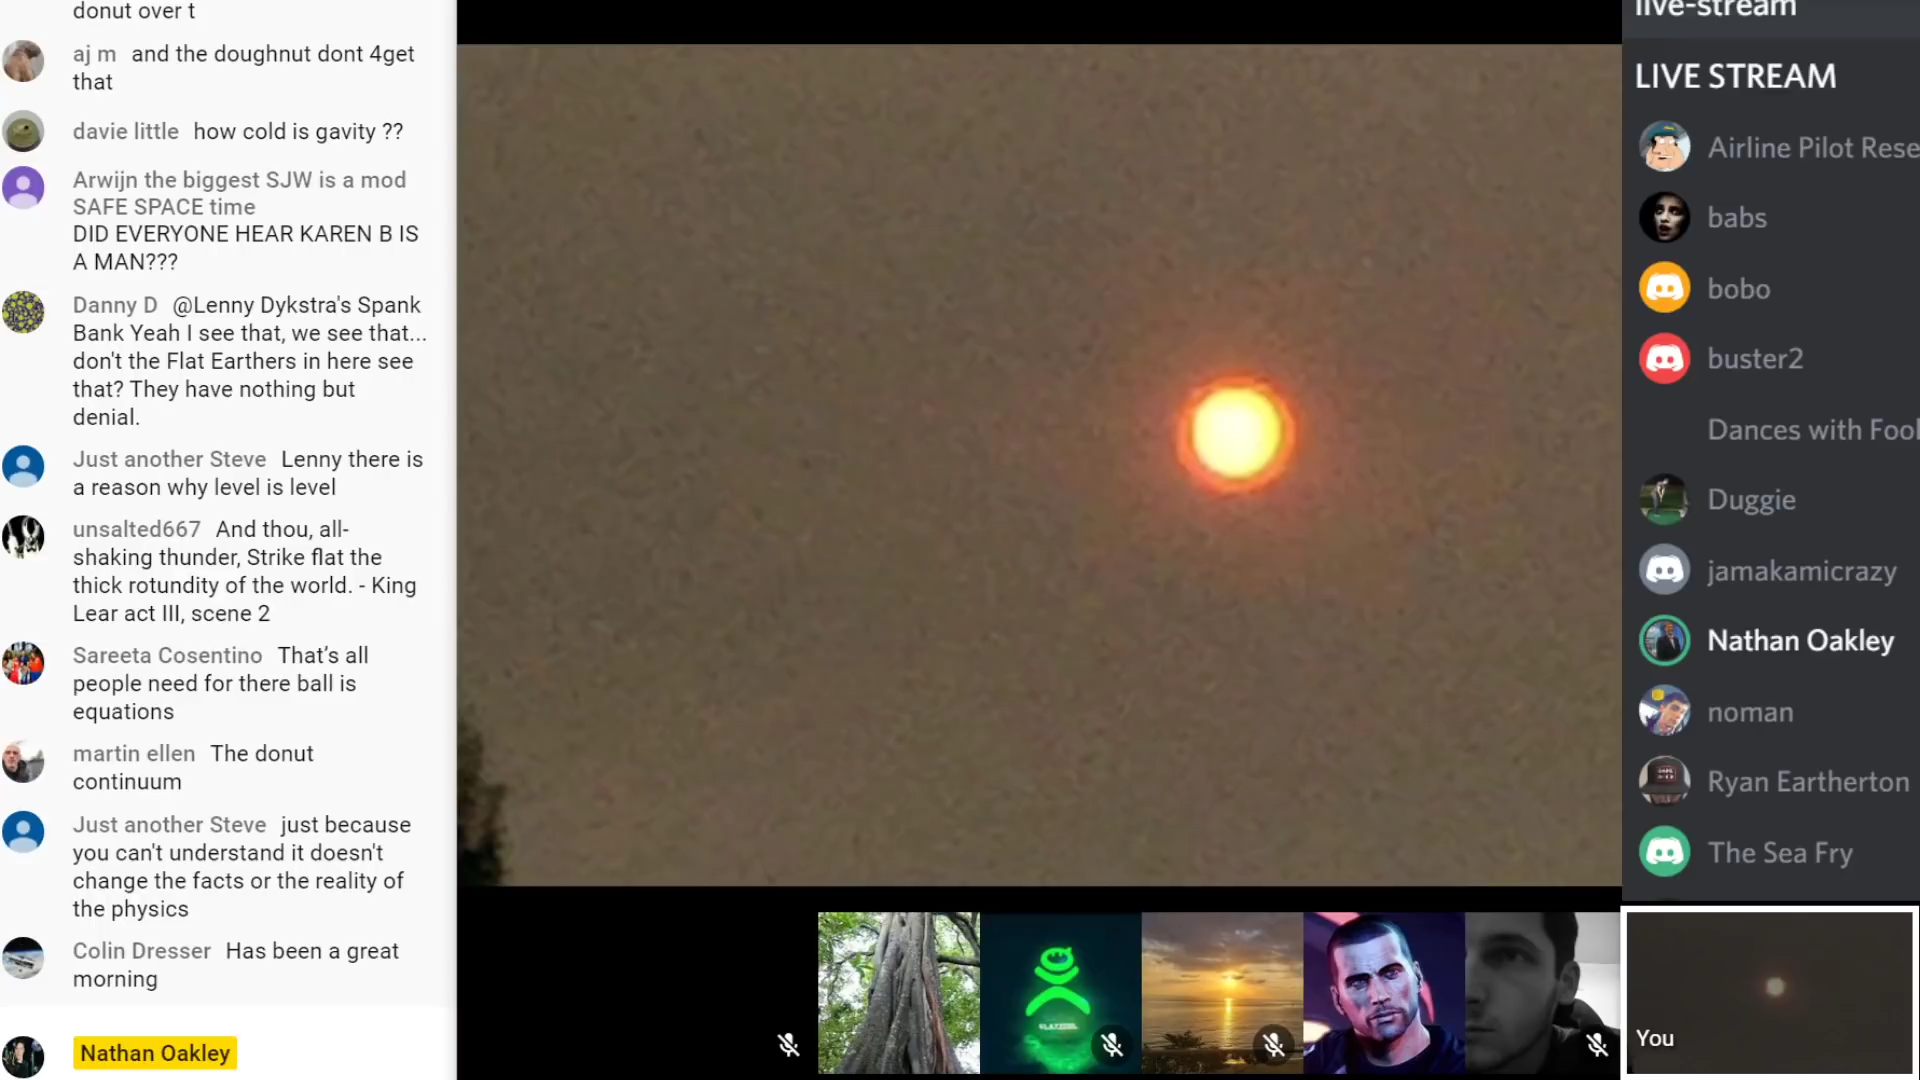 donut over t
aj m and the doughnut dont 4get
that
davie little how cold is gavity ??
Arwijn the biggest SJW is a mod
SAFE SPACE time
DID EVERYONE HEAR KAREN B IS
A MAN???
Danny D @Lenny Dykstra's Spank
Bank Yeah I see that, we see that...
don't the Flat Earthers in here see
that? They have nothing but
denial.
Just another Steve Lenny there is
a reason why level is level
unsalted667 And thou, all-
shaking thunder, Strike flat the
thick rotundity of the world. - King
Lear act III, scene 2
Sareeta Cosentino That’s all
people need for there ball is
equations
martin ellen The donut
continuum
Just another Steve just because
you can't understand it doesn't
change the facts or the reality of
the physics
Colin Dresser Has been a great
morning
Nathan Oakley
live-stream
LIVE STREAM
Airline Pilot Rese
babs
bobo
buster2
Dances with Fool
Duggie
jamakamicrazy
Nathan Oakley
noman
Ryan Eartherton
The Sea Fry
You